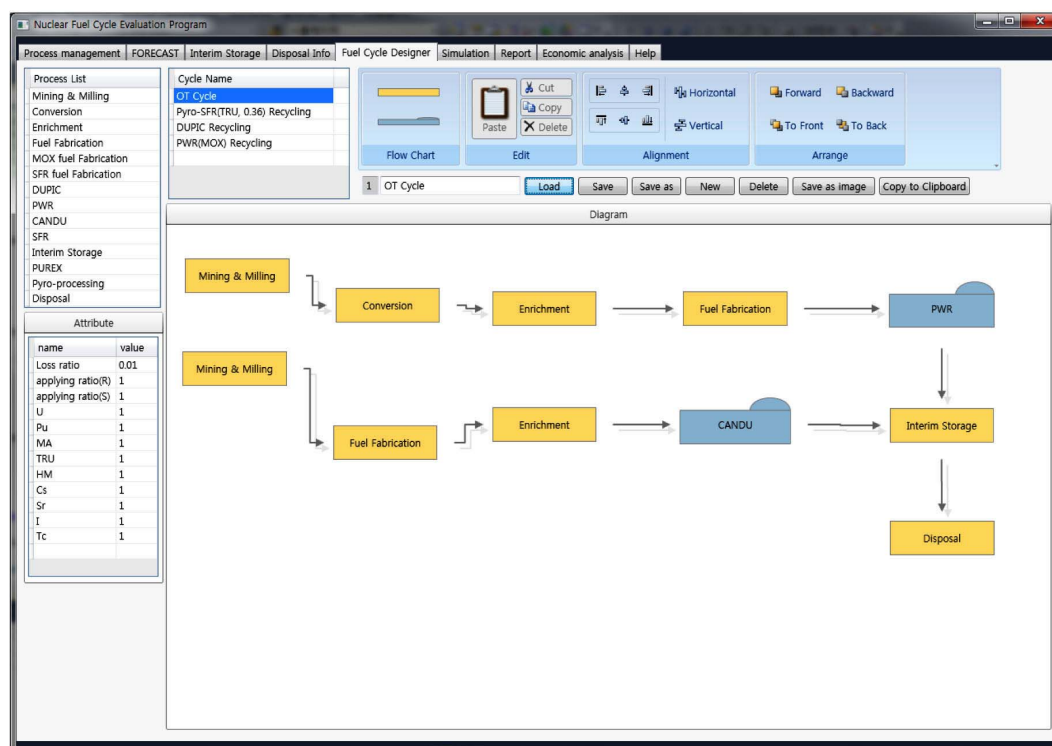 Nuclear Fuel Cycle Evaluation Program
Process management FORECAST Interim Storage Disposal Info Fuel Cycle Designer Simulation Report Economic analysis Help
Process List
Mining & Milling
Conversion
Enrichment
Fuel Fabrication
MOX fuel Fabrication
SFR fuel Fabrication
DUPIC
PWR
CANDU
SFR
Interim Storage
PUREX
Pyro-processing
Disposal
Cycle Name
OT Cycle
Pyro-SFR(TRU, 0.36) Recycling
DUPIC Recycling
PWR(MOX) Recycling
Flow Chart
Paste
Cut
Copy
Delete
Edit
Horizontal
Vertical
Alignment
Forward Backward
To Front To Back
Arrange
1 OT Cycle Load Save Save as New Delete Save as image Copy to Clipboard
Attribute
name value
Loss ratio 0.01
applying ratio(R) 1
applying ratio(S) 1
U 1
Pu 1
MA 1
TRU 1
HM 1
Cs 1
Sr 1
I 1
Tc 1
Diagram
Mining & Milling
Conversion
Enrichment
Fuel Fabrication
PWR
Mining & Milling
Fuel Fabrication
Enrichment
CANDU
Interim Storage
Disposal